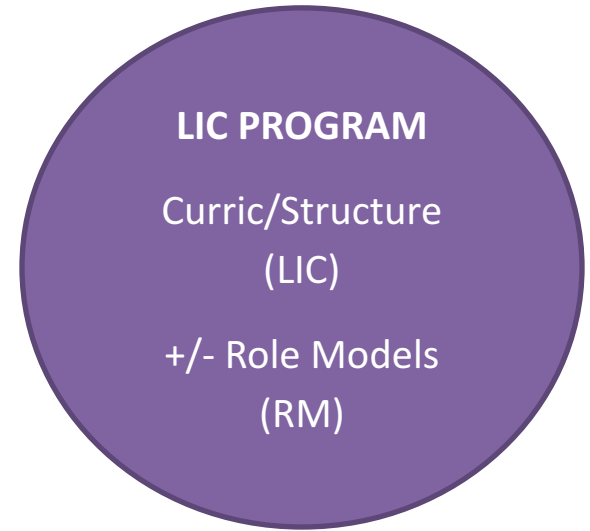 LIC PROGRAM
Curric/Structure
(LIC)
+/- Role Models
(RM)